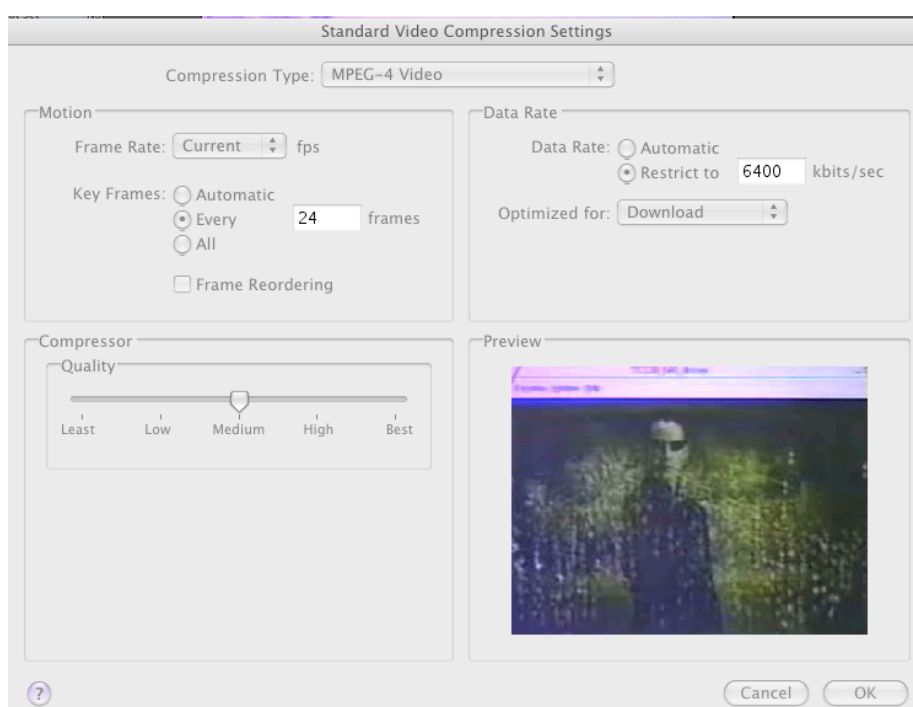 Standard Video Compression Settings
Compression Type: MPEG-4 Video
Motion
Frame Rate: Current fps
Key Frames: Automatic
Every 24 frames
All
Frame Reordering
Data Rate
Data Rate: Automatic
Restrict to 6400 kbits/sec
Optimized for: Download
Compressor
Quality
Least Low Medium High Best
Preview
?
Cancel OK